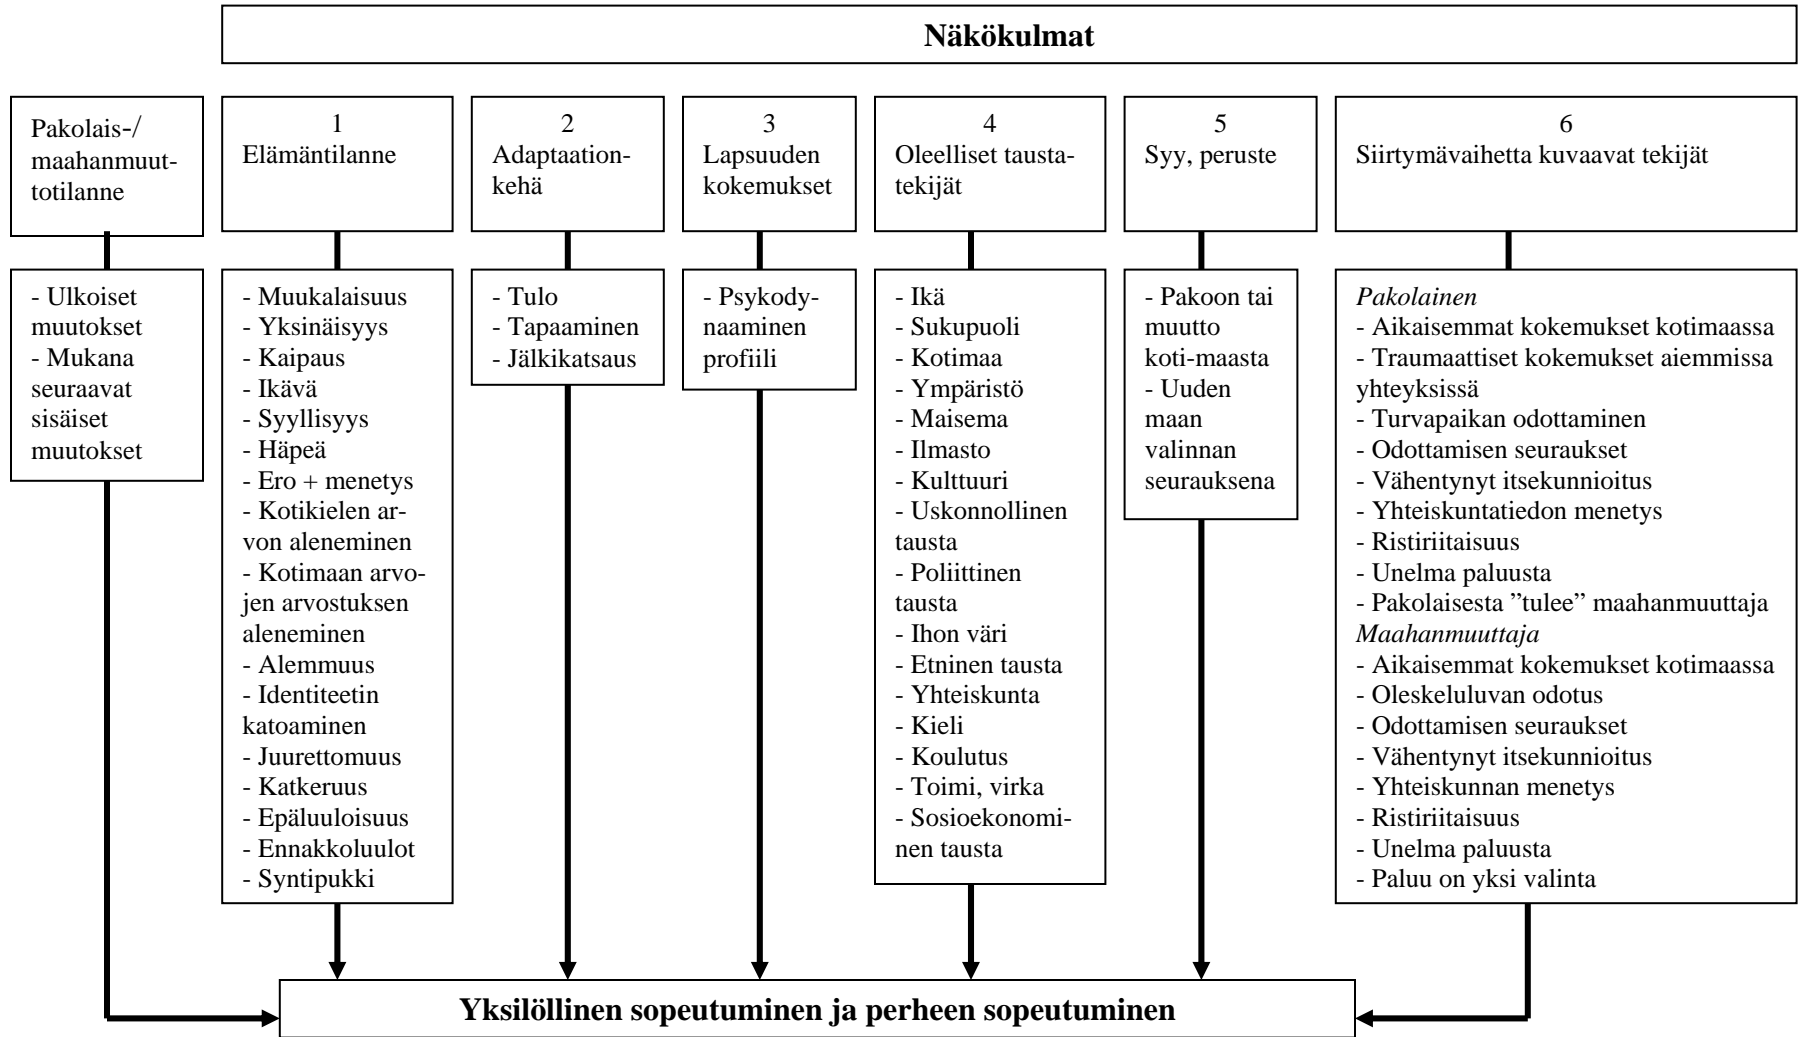 Näkökulmat
Pakolais-/
maahanmuut-
totilanne
1
Elämäntilanne
2
Adaptaation-
kehä
3
Lapsuuden
kokemukset
4
Oleelliset tausta-
tekijät
5
Syy, peruste
6
Siirtymävaihetta kuvaavat tekijät
- Ulkoiset
muutokset
- Mukana
seuraavat
sisäiset
muutokset
- Muukalaisuus
- Yksinäisyys
- Kaipaus
- Ikävä
- Syyllisyys
- Häpeä
- Ero + menetys
- Kotikielen ar-
von aleneminen
- Kotimaan arvo-
jen arvostuksen
aleneminen
- Alemmuus
- Identiteetin
katoaminen
- Juurettomuus
- Katkeruus
- Epäluuloisuus
- Ennakkoluulot
- Syntipukki
- Tulo
- Tapaaminen
- Jälkikatsaus
- Psykody-
naaminen
profiili
- Ikä
- Sukupuoli
- Kotimaa
- Ympäristö
- Maisema
- Ilmasto
- Kulttuuri
- Uskonnollinen
tausta
- Poliittinen
tausta
- Ihon väri
- Etninen tausta
- Yhteiskunta
- Kieli
- Koulutus
- Toimi, virka
- Sosioekonomi-
nen tausta
- Pakoon tai
muutto
koti-maasta
- Uuden
maan
valinnan
seurauksena
Pakolainen
- Aikaisemmat kokemukset kotimaassa
- Traumaattiset kokemukset aiemmissa
yhteyksissä
- Turvapaikan odottaminen
- Odottamisen seuraukset
- Vähentynyt itsekunnioitus
- Yhteiskuntatiedon menetys
- Ristiriitaisuus
- Unelma paluusta
- Pakolaisesta ”tulee” maahanmuuttaja
Maahanmuuttaja
- Aikaisemmat kokemukset kotimaassa
- Oleskeluluvan odotus
- Odottamisen seuraukset
- Vähentynyt itsekunnioitus
- Yhteiskunnan menetys
- Ristiriitaisuus
- Unelma paluusta
- Paluu on yksi valinta
Yksilöllinen sopeutuminen ja perheen sopeutuminen